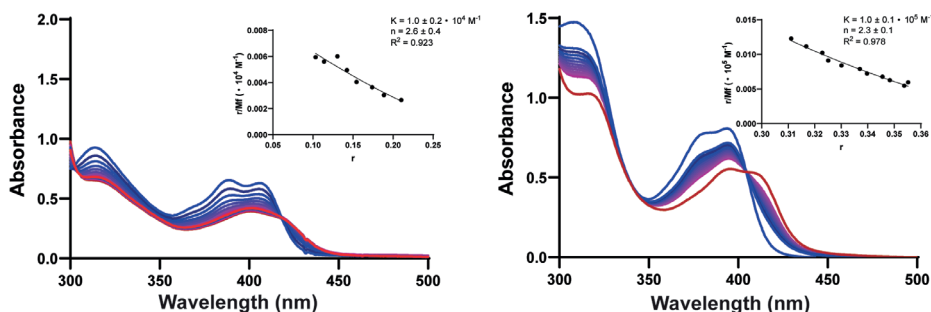 2.0
1.5
1.0
0.5
0.0
Absorbance
300
350
400
450
500
Wavelength (nm)
K = 1.0 ± 0.2 • 10⁴ M⁻¹
n = 2.6 ± 0.4
R² = 0.923
0.008
0.006
0.004
0.002
0.000
r/Mf ( • 10⁴ M⁻¹)
0.05
0.10
0.15
0.20
0.25
r
1.5
1.0
0.5
0.0
Absorbance
300
350
400
450
500
Wavelength (nm)
K = 1.0 ± 0.1 • 10⁵ M⁻¹
n = 2.3 ± 0.1
R² = 0.978
0.015
0.010
0.005
0.000
r/Mf ( • 10⁵ M⁻¹)
0.30
0.31
0.32
0.33
0.34
0.35
0.36
r